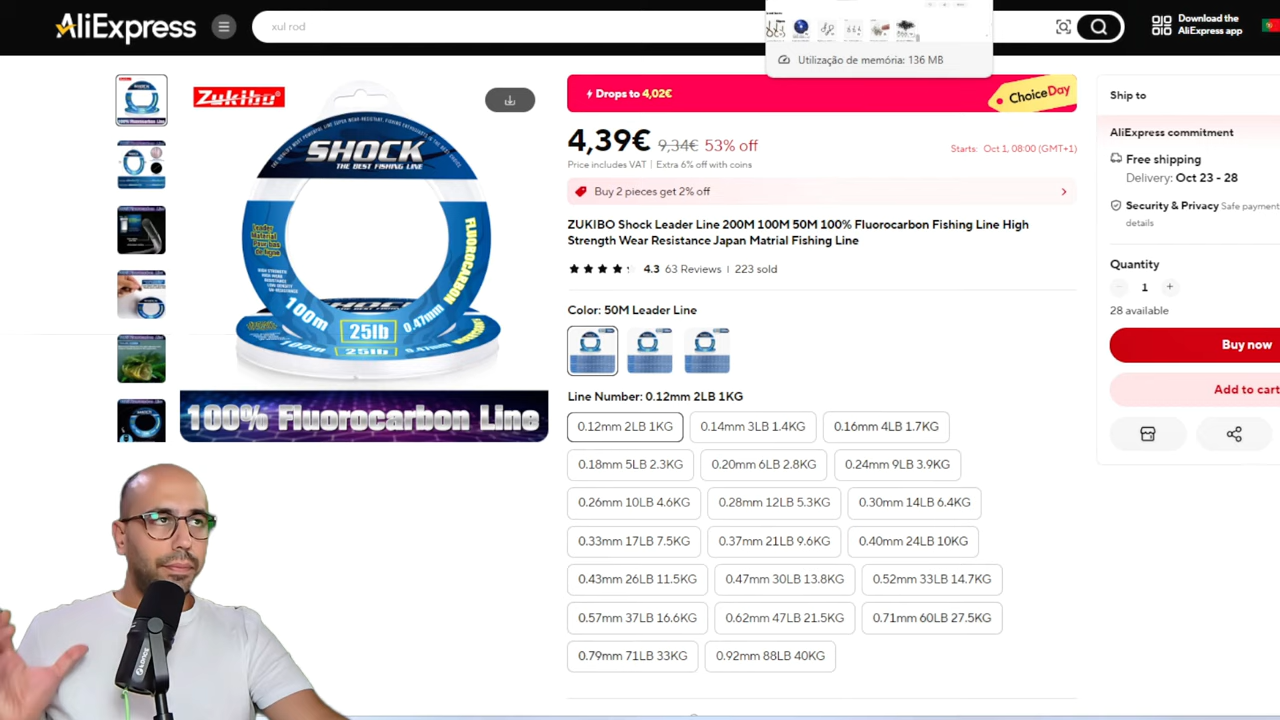 AliExpress
xul rod
Download the
AliExpress app
Utilização de memória: 136 MB
Zukibo®
SHOCK
THE BEST FISHING LINE
Leader
Material
FLUOROCARBON
HIGH STRENGTH
100m
25lb
0.47mm
100% Fluorocarbon Line
Drops to 4,02€
ChoiceDay
4,39€ 9,34€ 53% off
Starts: Oct 1, 08:00 (GMT+1)
Price includes VAT | Extra 6% off with coins
Buy 2 pieces get 2% off
ZUKIBO Shock Leader Line 200M 100M 50M 100% Fluorocarbon Fishing Line High
Strength Wear Resistance Japan Matrial Fishing Line
4.3 63 Reviews | 223 sold
Color: 50M Leader Line
Line Number: 0.12mm 2LB 1KG
0.12mm 2LB 1KG 0.14mm 3LB 1.4KG 0.16mm 4LB 1.7KG
0.18mm 5LB 2.3KG 0.20mm 6LB 2.8KG 0.24mm 9LB 3.9KG
0.26mm 10LB 4.6KG 0.28mm 12LB 5.3KG 0.30mm 14LB 6.4KG
0.33mm 17LB 7.5KG 0.37mm 21LB 9.6KG 0.40mm 24LB 10KG
0.43mm 26LB 11.5KG 0.47mm 30LB 13.8KG 0.52mm 33LB 14.7KG
0.57mm 37LB 16.6KG 0.62mm 47LB 21.5KG 0.71mm 60LB 27.5KG
0.79mm 71LB 33KG 0.92mm 88LB 40KG
Ship to
AliExpress commitment
Free shipping
Delivery: Oct 23 - 28
Security & Privacy Safe payment
details
Quantity
1
28 available
Buy now
Add to cart